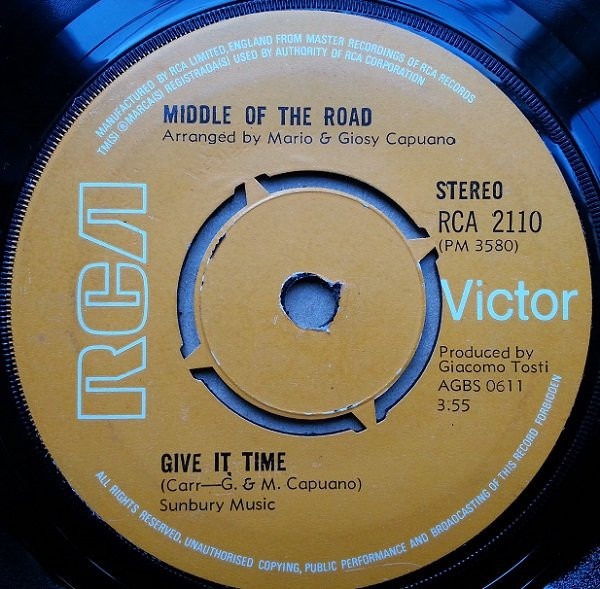 MANUFACTURED BY RCA LIMITED, ENGLAND FROM MASTER RECORDINGS OF RCA RECORDS
TM(S) ® MARCA(S) REGISTRADA(S) USED BY AUTHORITY OF RCA CORPORATION
MIDDLE OF THE ROAD
Arranged by Mario & Giosy Capuano
RCA
STEREO
RCA 2110
(PM 3580)
Victor
Produced by
Giacomo Tosti
AGBS 0611
3.55
GIVE IT TIME
(Carr—G. & M. Capuano)
Sunbury Music
ALL RIGHTS RESERVED. UNAUTHORISED COPYING, PUBLIC PERFORMANCE AND BROADCASTING OF THIS RECORD FORBIDDEN